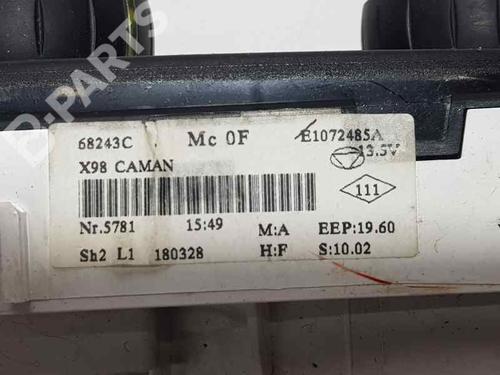 B-PARTS
68243C Mc 0F E1072485A
X98 CAMAN 13.5V
111
Nr.5781 15:49 M:A EEP:19.60
Sh2 L1 180328 H:F S:10.02